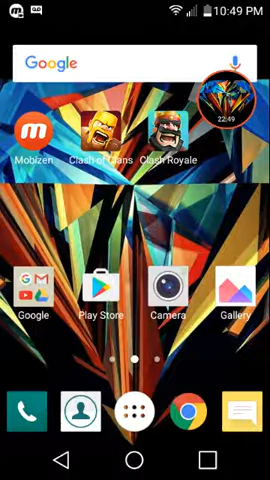 10:49 PM
Google
22:49
Mobizen
Clash of Clans
Clash Royale
Google
Play Store
Camera
Gallery